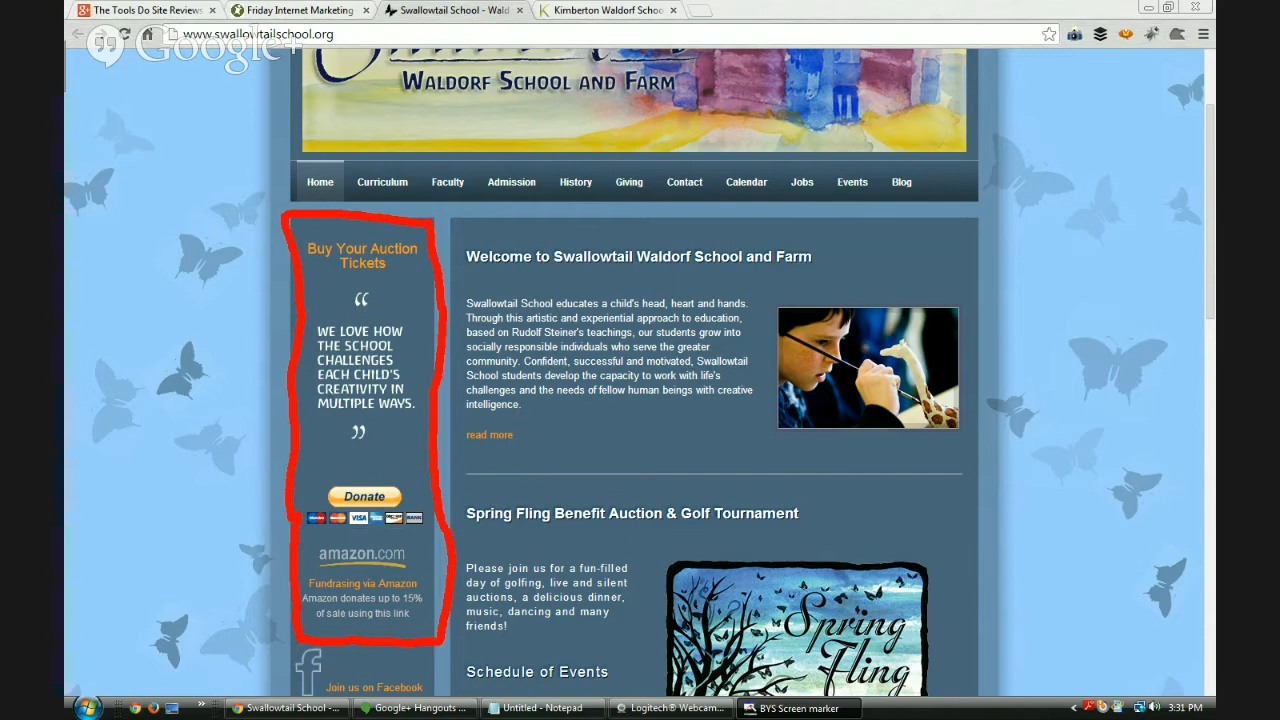 The Tools Do Site Reviews
Friday Internet Marketing
Swallowtail School - Wald
Kimberton Waldorf Schoo
Google+
www.swallowtailschool.org
WALDORF SCHOOL AND FARM
Home Curriculum Faculty Admission History Giving Contact Calendar Jobs Events Blog
Buy Your Auction
Tickets
“
WE LOVE HOW
THE SCHOOL
CHALLENGES
EACH CHILD'S
CREATIVITY IN
MULTIPLE WAYS.
”
Donate
VISA
BANK
amazon.com
Fundrasing via Amazon
Amazon donates up to 15%
of sale using this link
Join us on Facebook
Welcome to Swallowtail Waldorf School and Farm
Swallowtail School educates a child's head, heart and hands.
Through this artistic and experiential approach to education,
based on Rudolf Steiner's teachings, our students grow into
socially responsible individuals who serve the greater
community. Confident, successful and motivated, Swallowtail
School students develop the capacity to work with life's
challenges and the needs of fellow human beings with creative
intelligence.
read more
Spring Fling Benefit Auction & Golf Tournament
Please join us for a fun-filled
day of golfing, live and silent
auctions, a delicious dinner,
music, dancing and many
friends!
Spring
Fling
Schedule of Events
Swallowtail School -...
Google+ Hangouts ...
Untitled - Notepad
Logitech® Webcam...
BYS Screen marker
3:31 PM